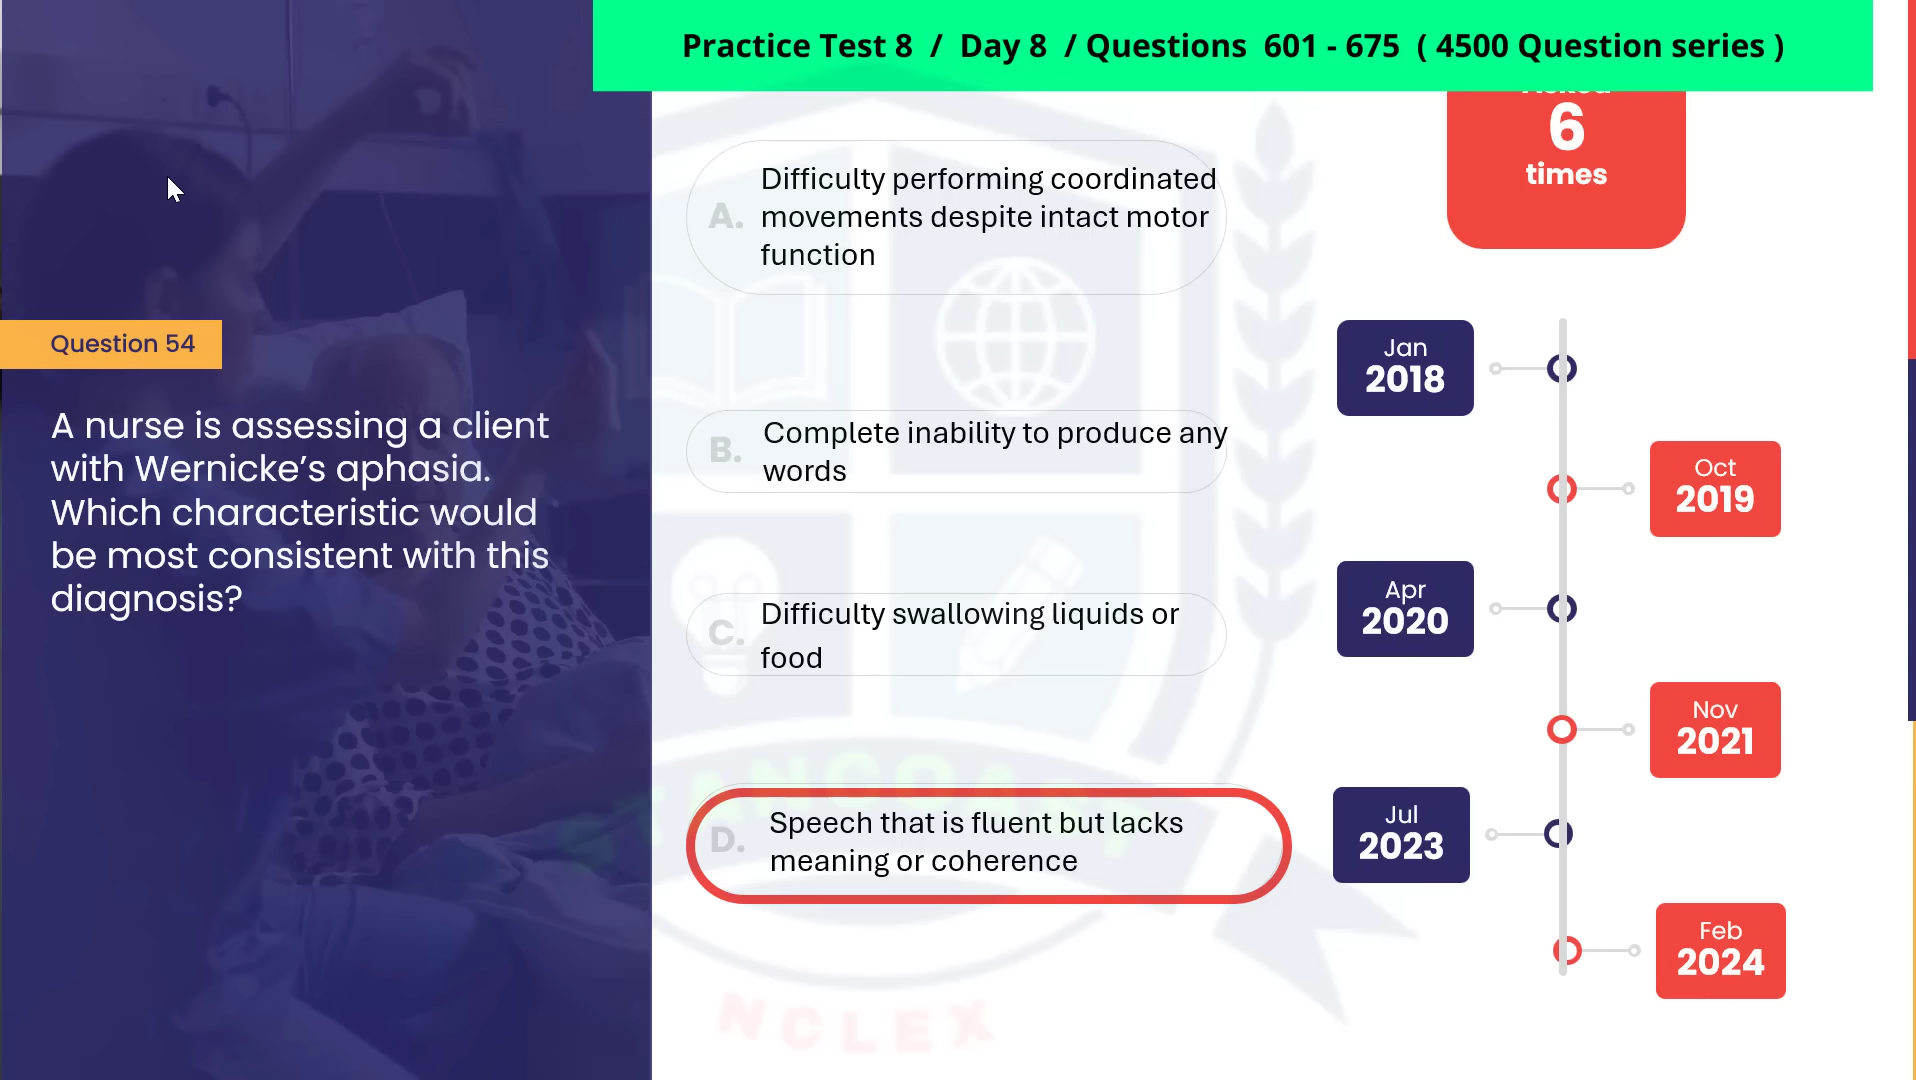 Practice Test 8 / Day 8 / Questions 601 - 675 ( 4500 Question series )
Asked
6
times
Question 54
A nurse is assessing a client
with Wernicke’s aphasia.
Which characteristic would
be most consistent with this
diagnosis?
A.
Difficulty performing coordinated
movements despite intact motor
function
B.
Complete inability to produce any
words
C.
Difficulty swallowing liquids or
food
D.
Speech that is fluent but lacks
meaning or coherence
Jan
2018
Oct
2019
Apr
2020
Nov
2021
Jul
2023
Feb
2024
NCLEX